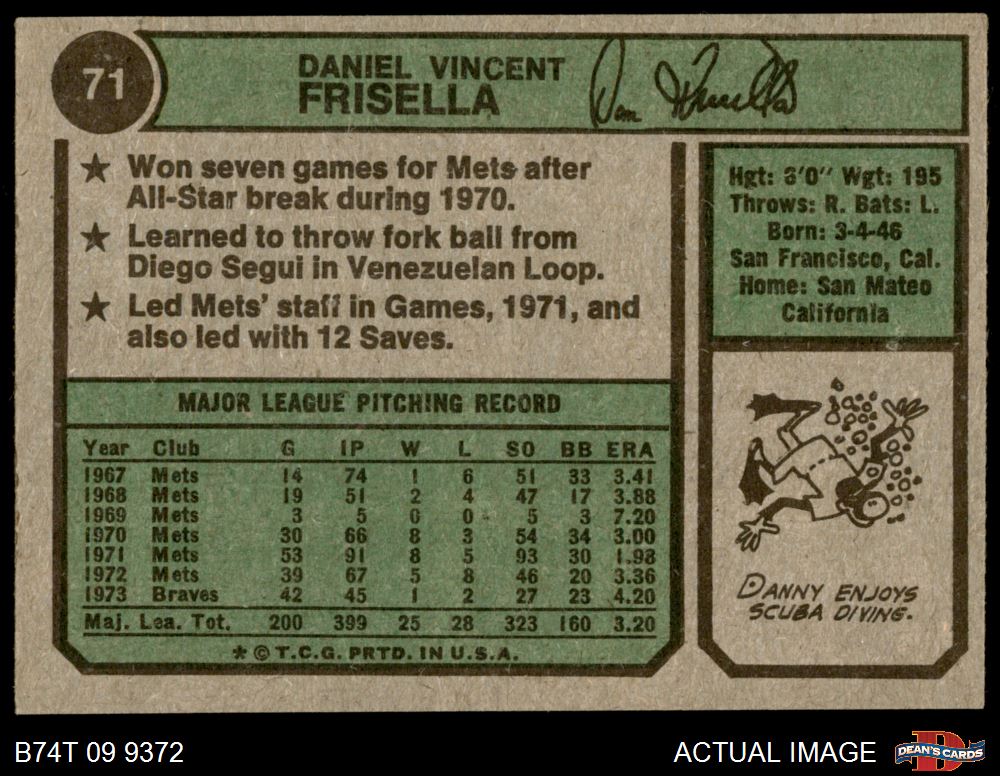 71
DANIEL VINCENT
FRISELLA
Dan Frisella
★ Won seven games for Mets after
All-Star break during 1970.
★ Learned to throw fork ball from
Diego Segui in Venezuelan Loop.
★ Led Mets' staff in Games, 1971, and
also led with 12 Saves.
Hgt: 6'0" Wgt: 195
Throws: R. Bats: L.
Born: 3-4-46
San Francisco, Cal.
Home: San Mateo
California
MAJOR LEAGUE PITCHING RECORD
Year Club G IP W L SO BB ERA
1967 Mets 14 74 1 6 51 33 3.41
1968 Mets 19 51 2 4 47 17 3.88
1969 Mets 3 5 0 0 5 3 7.20
1970 Mets 30 66 8 3 54 34 3.00
1971 Mets 53 91 8 5 93 30 1.98
1972 Mets 39 67 5 8 46 20 3.36
1973 Braves 42 45 1 2 27 23 4.20
Maj. Lea. Tot. 200 399 25 28 323 160 3.20
* © T.C.G. PRTD. IN U.S.A.
DANNY ENJOYS
SCUBA DIVING.
B74T 09 9372
ACTUAL IMAGE
DEAN'S CARDS